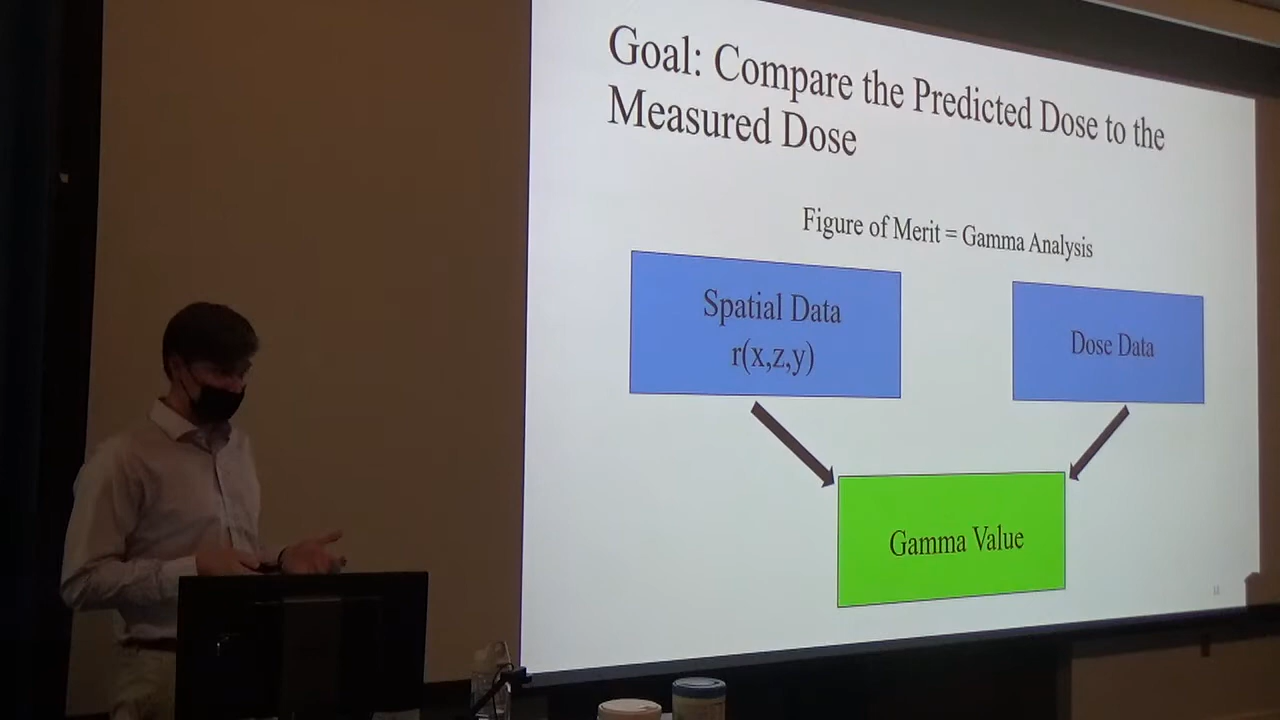 Goal: Compare the Predicted Dose to the
Measured Dose
Figure of Merit = Gamma Analysis
Spatial Data
r(x,z,y)
Dose Data
Gamma Value